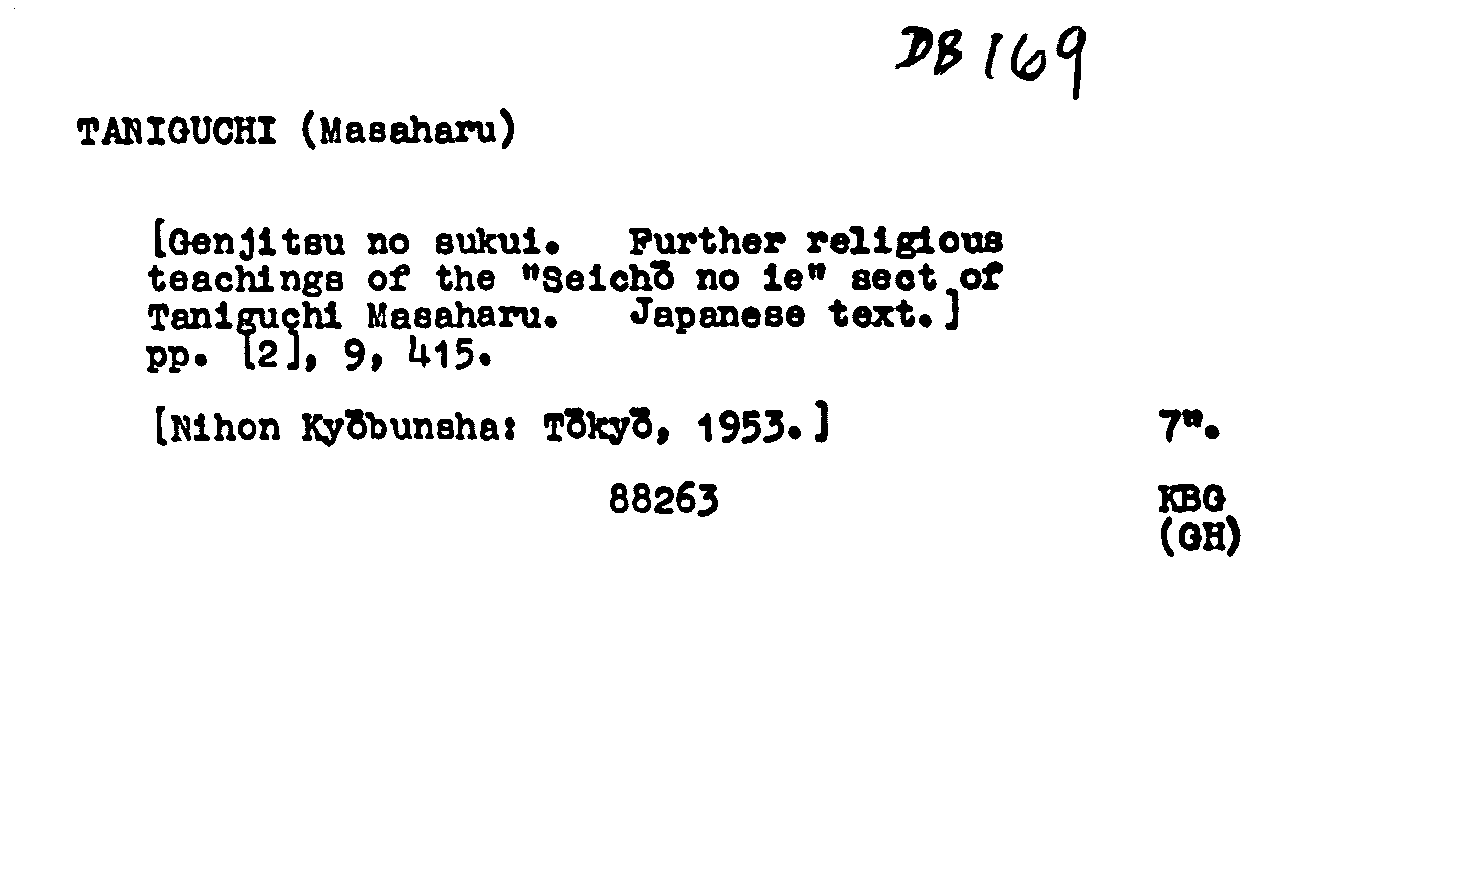 DB 169
TANIGUCHI (Masaharu)
[Genjitsu no sukui. Further religious
teachings of the "Seichō no ie" sect of
Taniguchi Masaharu. Japanese text.]
pp. [2], 9, 415.
[Nihon Kyōbunsha: Tōkyō, 1953.] 7".
88263 KBG
(GH)